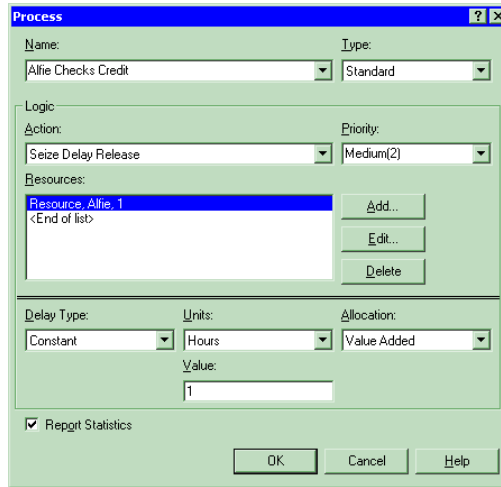 Process
Name: Type:
Alfie Checks Credit Standard
Logic
Action: Priority:
Seize Delay Release Medium(2)
Resources:
Resource, Alfie, 1
<End of list>
Add...
Edit...
Delete
Delay Type: Units: Allocation:
Constant Hours Value Added
Value:
1
Report Statistics
OK Cancel Help